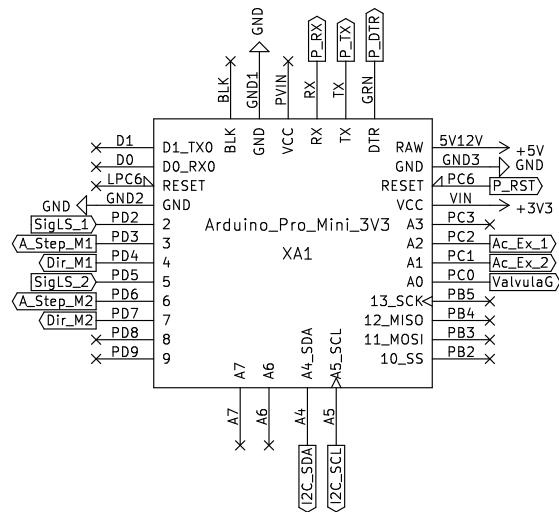 GND
P_RX
P_TX
P_DTR
BLK
GND1
PVIN
RX
TX
GRN
BLK
GND
VCC
RX
TX
DTR
D1 D1_TX0
D0 D0_RX0
LPC6 RESET
GND GND2 GND
SigLS_1 PD2 2
A_Step_M1 PD3 3
Dir_M1 PD4 4
SigLS_2 PD5 5
A_Step_M2 PD6 6
Dir_M2 PD7 7
PD8 8
PD9 9
Arduino_Pro_Mini_3V3
XA1
RAW 5V12V +5V
GND GND3 GND
RESET PC6 P_RST
VCC VIN +3V3
A3 PC3
A2 PC2 Ac_Ex_1
A1 PC1 Ac_Ex_2
A0 PC0 ValvulaG
13_SCK PB5
12_MISO PB4
11_MOSI PB3
10_SS PB2
A7
A6
A4_SDA
A5_SCL
A7
A6
A4
A5
I2C_SDA
I2C_SCL